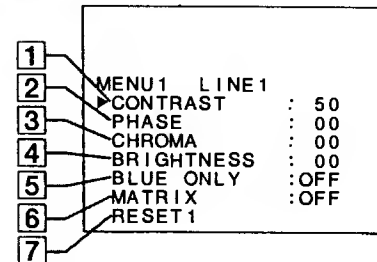 MENU1 LINE1
1 ▶CONTRAST : 50
2 PHASE : 00
3 CHROMA : 00
4 BRIGHTNESS : 00
5 BLUE ONLY :OFF
6 MATRIX :OFF
7 RESET1